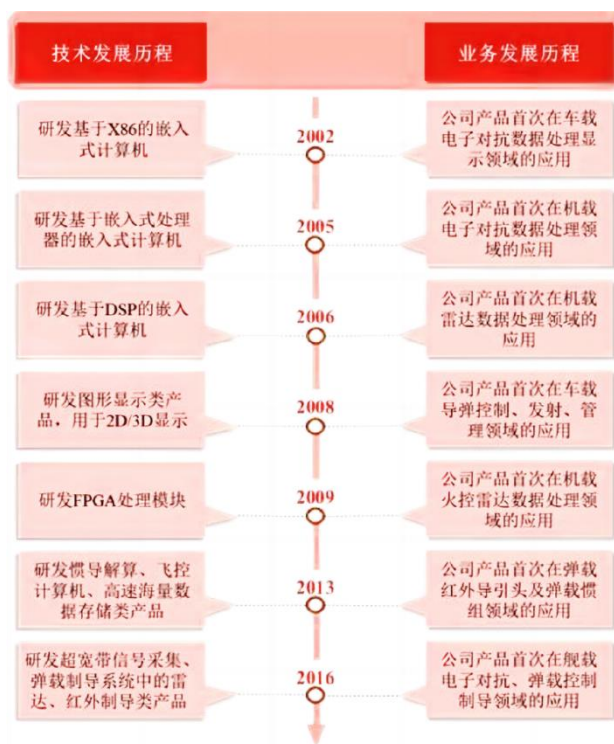 技术发展历程
业务发展历程
研发基于X86的嵌入
式计算机
2002
公司产品首次在车载
电子对抗数据处理显
示领域的应用
研发基于嵌入式处理
器的嵌入式计算机
2005
公司产品首次在机载
电子对抗数据处理领
域的应用
研发基于DSP的嵌入
式计算机
2006
公司产品首次在机载
雷达数据处理领域的
应用
研发图形显示类产
品，用于2D/3D显示
2008
公司产品首次在车载
导弹控制、发射、管
理领域的应用
研发FPGA处理模块
2009
公司产品首次在机载
火控雷达数据处理领
域的应用
研发惯导解算、飞控
计算机、高速海量数
据存储类产品
2013
公司产品首次在弹载
红外导引头及弹载惯
组领域的应用
研发超宽带信号采集、
弹载制导系统中的雷
达、红外制导类产品
2016
公司产品首次在舰载
电子对抗、弹载控制
制导领域的应用